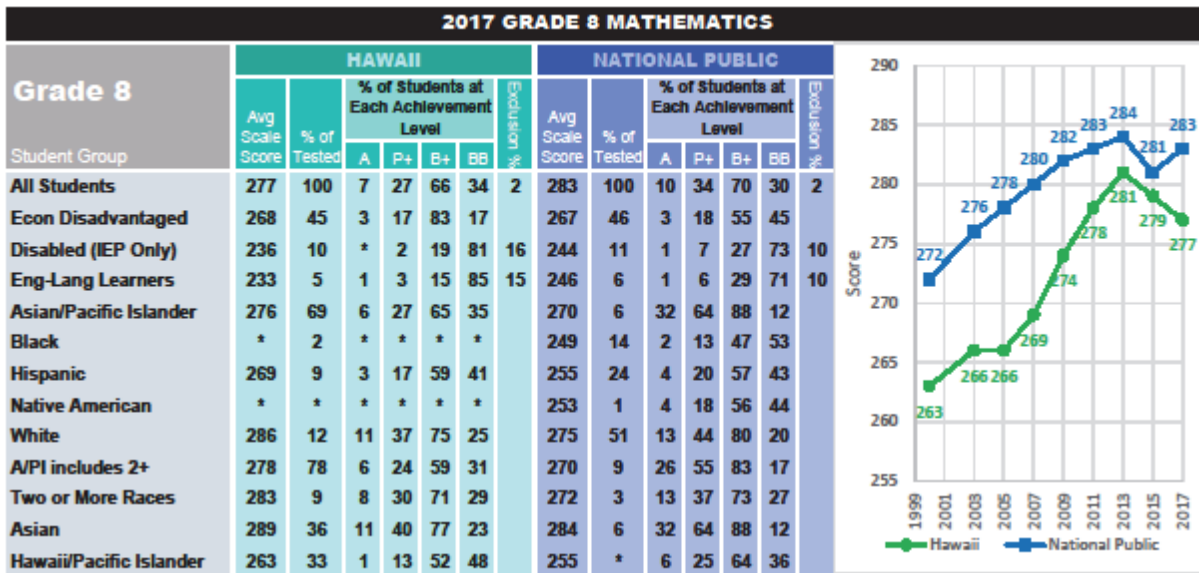 2017 GRADE 8 MATHEMATICS
Grade 8
Student Group
HAWAII
NATIONAL PUBLIC
Avg Scale Score
% of Tested
% of Students at Each Achievement Level
Exclusion %
Avg Scale Score
% of Tested
% of Students at Each Achievement Level
Exclusion %
A P+ B+ BB A P+ B+ BB
All Students 277 100 7 27 66 34 2 283 100 10 34 70 30 2
Econ Disadvantaged 268 45 3 17 83 17 267 46 3 18 55 45
Disabled (IEP Only) 236 10 * 2 19 81 16 244 11 1 7 27 73 10
Eng-Lang Learners 233 5 1 3 15 85 15 246 6 1 6 29 71 10
Asian/Pacific Islander 276 69 6 27 65 35 270 6 32 64 88 12
Black * 2 * * * * 249 14 2 13 47 53
Hispanic 269 9 3 17 59 41 255 24 4 20 57 43
Native American * * * * * * 253 1 4 18 56 44
White 286 12 11 37 75 25 275 51 13 44 80 20
A/PI includes 2+ 278 78 6 24 59 31 270 9 26 55 83 17
Two or More Races 283 9 8 30 71 29 272 3 13 37 73 27
Asian 289 36 11 40 77 23 284 6 32 64 88 12
Hawaii/Pacific Islander 263 33 1 13 52 48 255 * 6 25 64 36
290
285
280
275
270
265
260
255
Score
272 276 278 280 282 283 284 281 283
263 266 266 269 274 278 281 279 277
1999 2001 2003 2005 2007 2009 2011 2013 2015 2017
Hawaii National Public